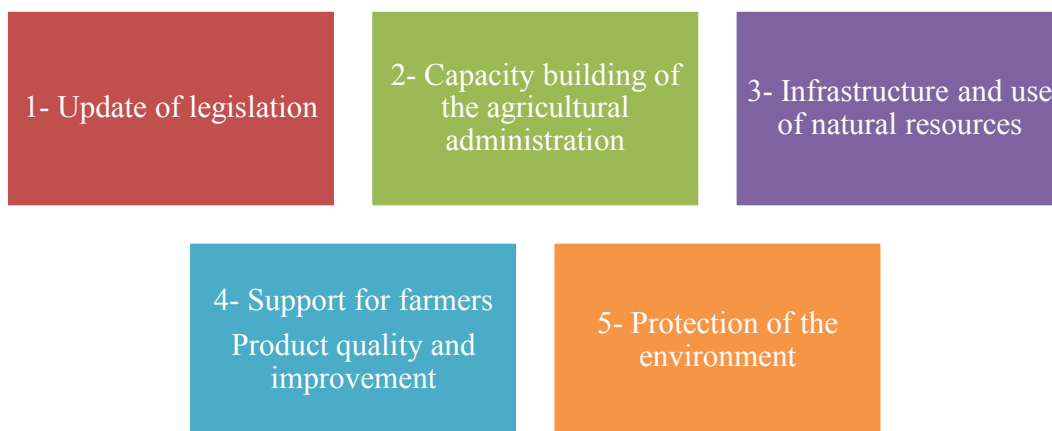 1- Update of legislation
2- Capacity building of
the agricultural
administration
3- Infrastructure and use
of natural resources
4- Support for farmers
Product quality and
improvement
5- Protection of the
environment